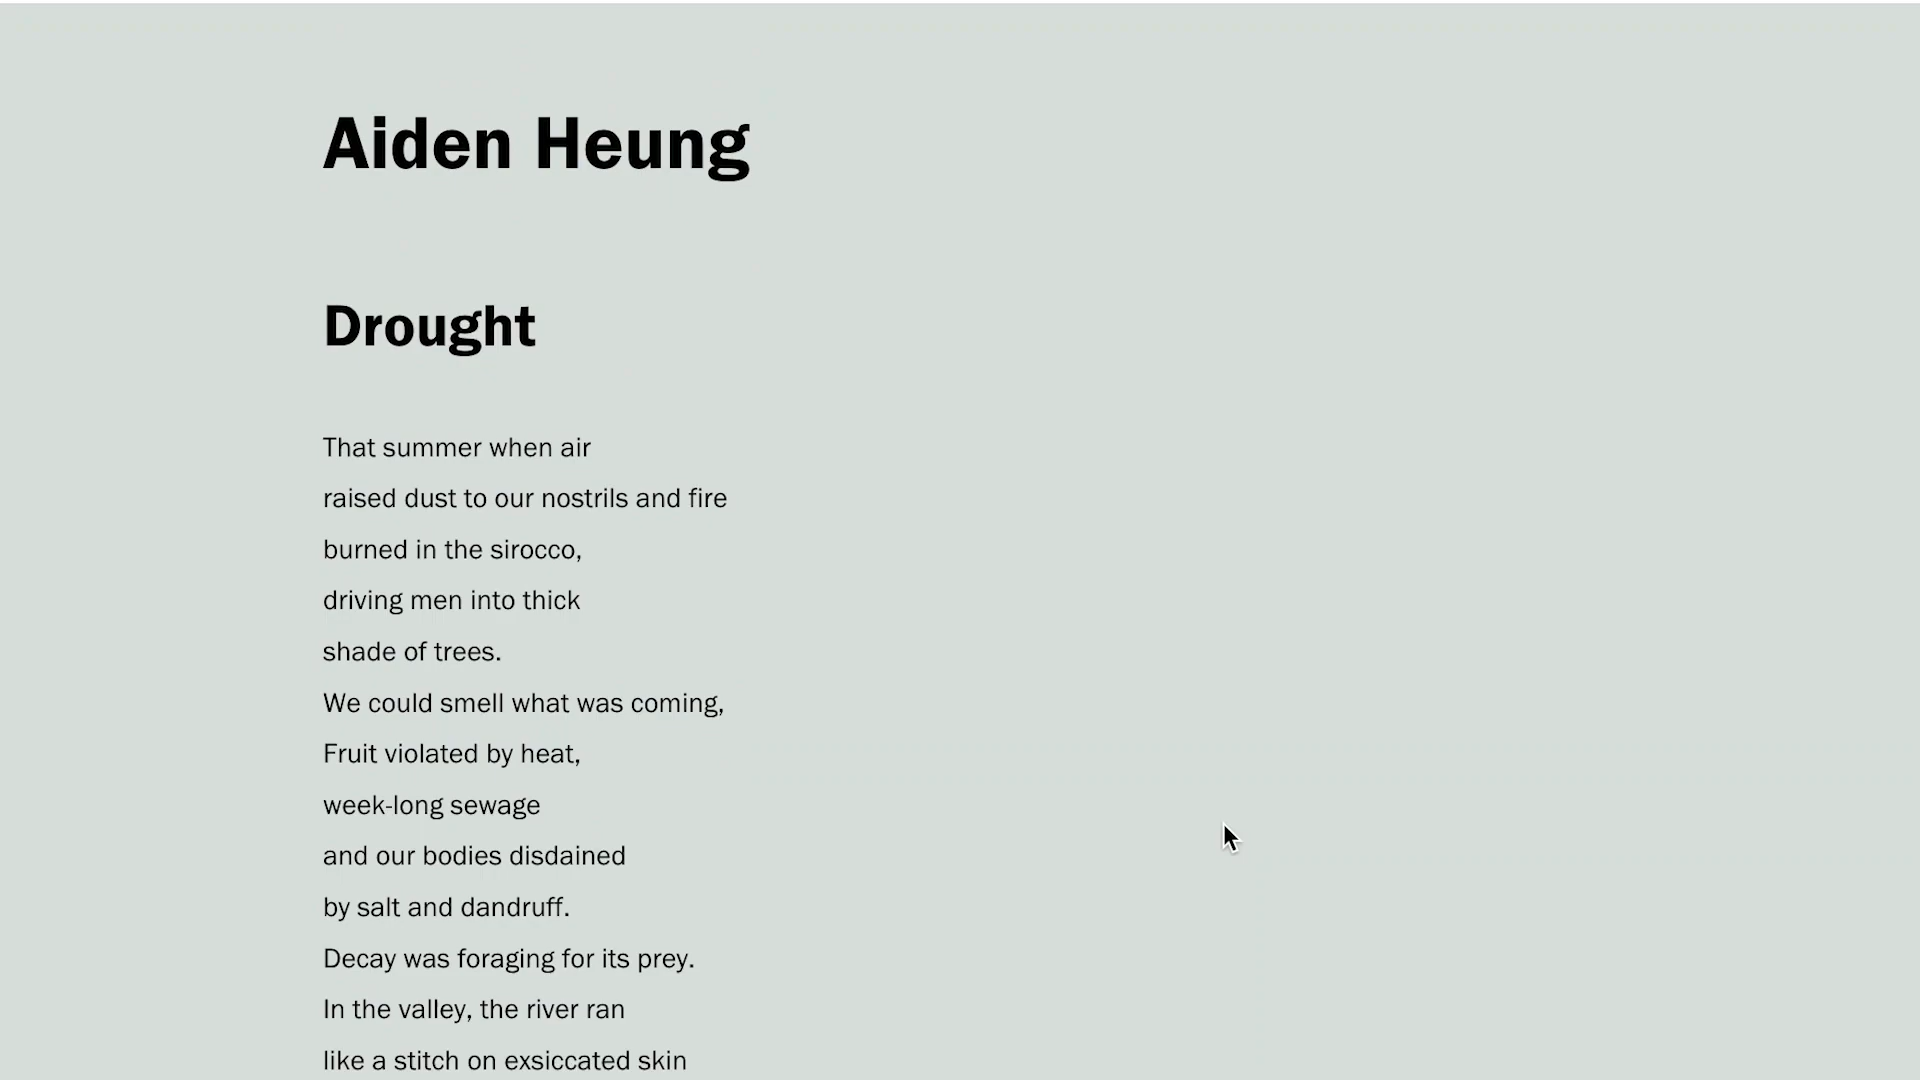 Aiden Heung
Drought
That summer when air
raised dust to our nostrils and fire
burned in the sirocco,
driving men into thick
shade of trees.
We could smell what was coming,
Fruit violated by heat,
week-long sewage
and our bodies disdained
by salt and dandruff.
Decay was foraging for its prey.
In the valley, the river ran
like a stitch on exsiccated skin